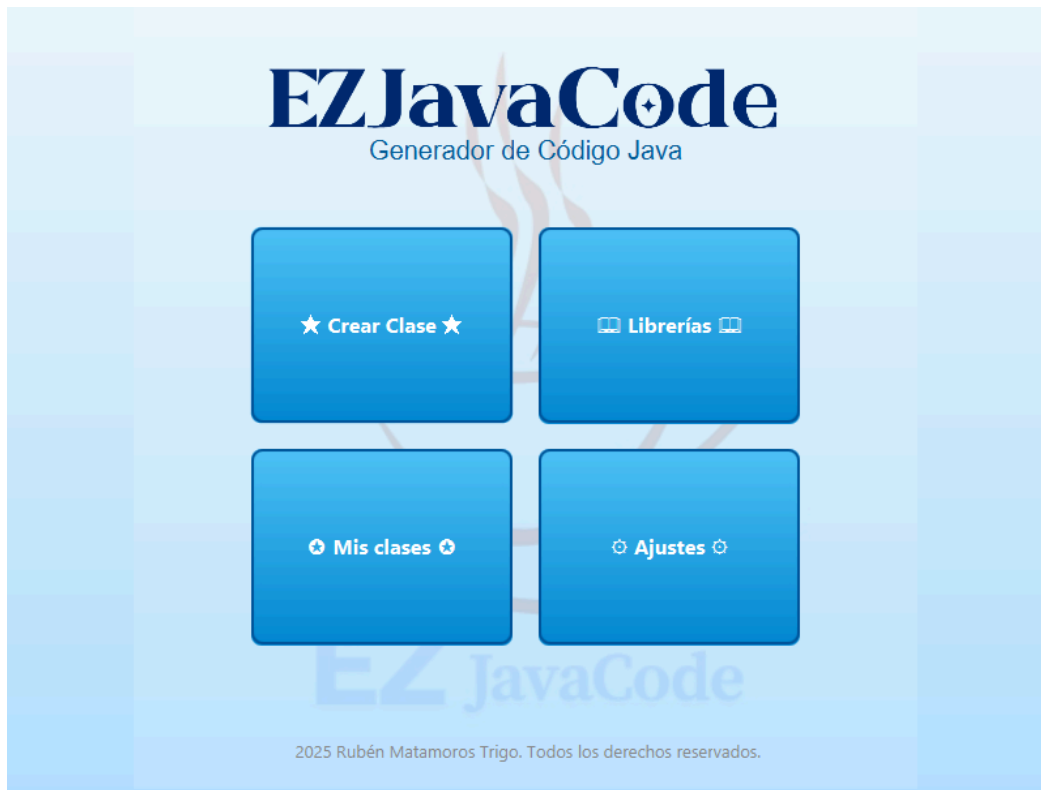 EZJavaCode
Generador de Código Java
★ Crear Clase ★
🕮 Librerías 🕮
✪ Mis clases ✪
⚙ Ajustes ⚙
EZ JavaCode
2025 Rubén Matamoros Trigo. Todos los derechos reservados.